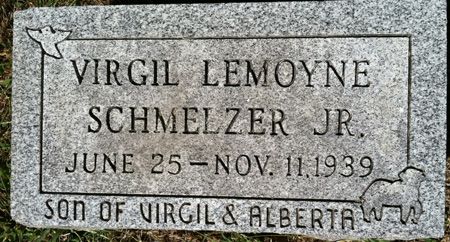 VIRGIL LEMOYNE
SCHMELZER JR.
JUNE 25 – NOV. 11, 1939
SON OF VIRGIL & ALBERTA